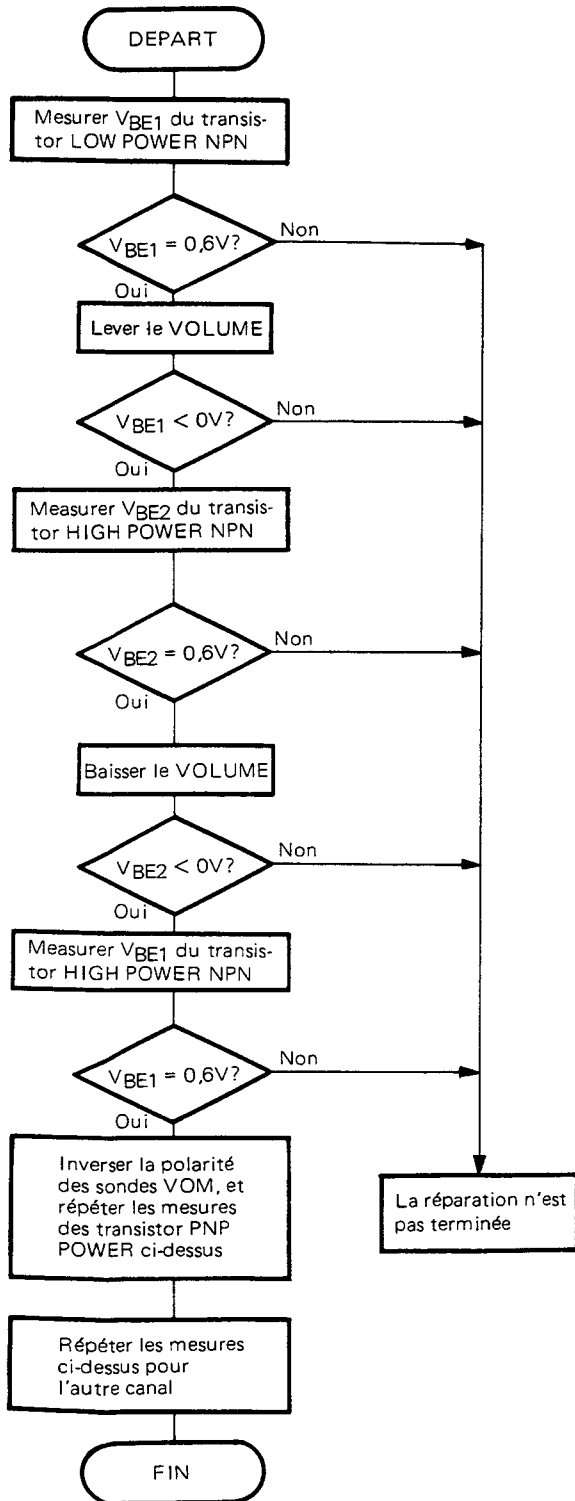 DEPART
Mesurer VBE1 du transis-
tor LOW POWER NPN
VBE1 = 0,6V?
Non
Oui
Lever le VOLUME
VBE1 < 0V?
Non
Oui
Measurer VBE2 du transis-
tor HIGH POWER NPN
VBE2 = 0,6V?
Non
Oui
Baisser le VOLUME
VBE2 < 0V?
Non
Oui
Measurer VBE1 du transis-
tor HIGH POWER NPN
VBE1 = 0,6V?
Non
Oui
Inverser la polarité
des sondes VOM, et
répéter les mesures
des transistor PNP
POWER ci-dessus
La réparation n'est
pas terminée
Répéter les mesures
ci-dessus pour
l'autre canal
FIN